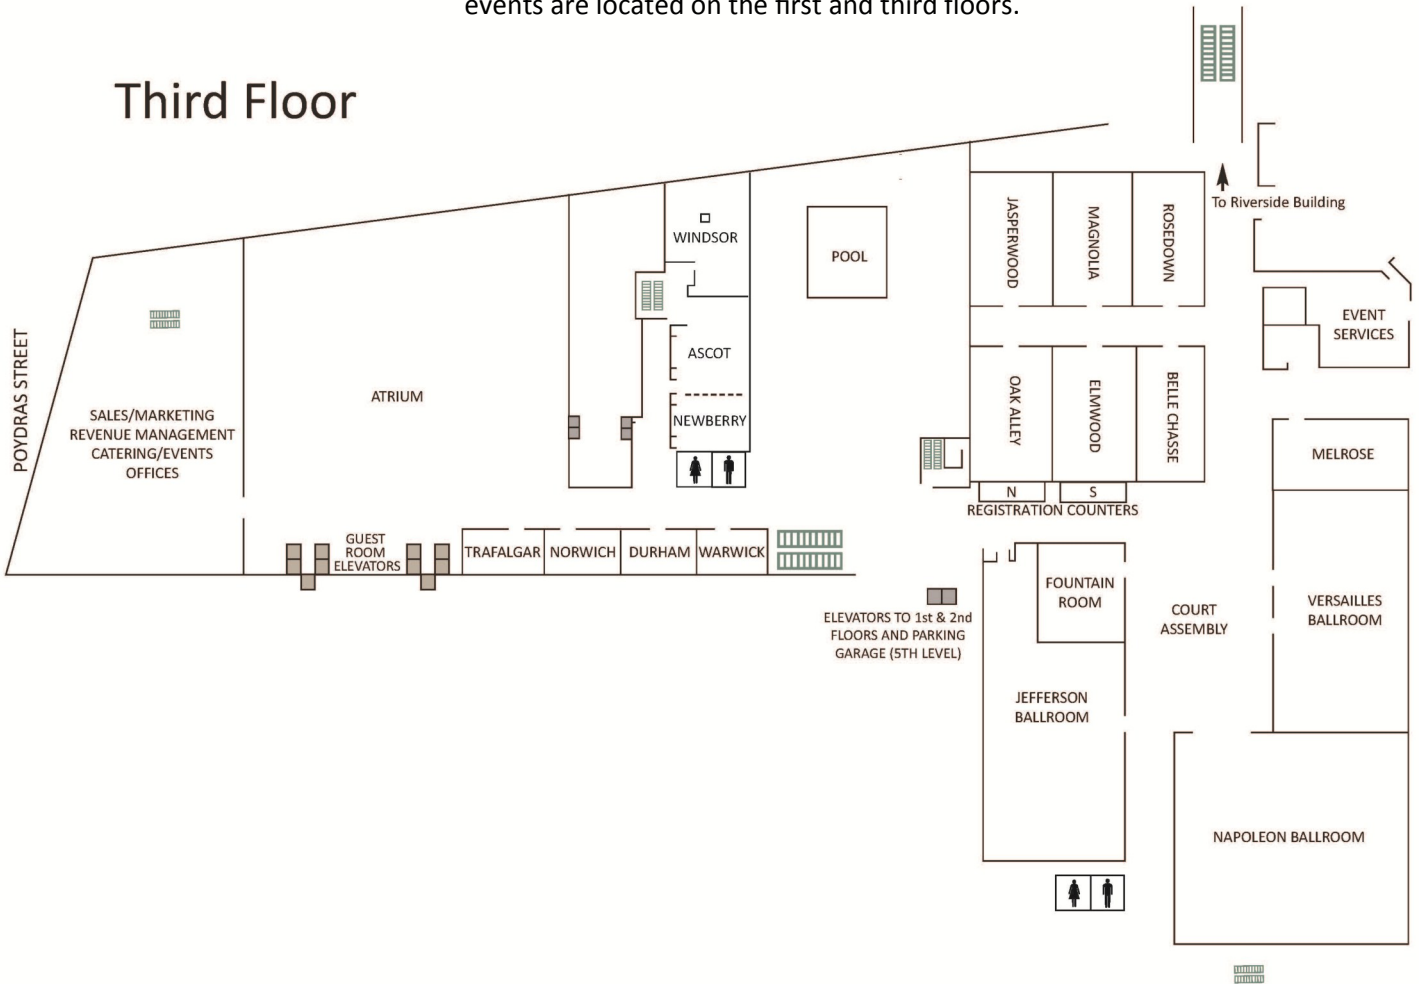 events are located on the first and third floors.
Third Floor
To Riverside Building
JASPERWOOD
MAGNOLIA
ROSEDOWN
WINDSOR
POOL
EVENT
SERVICES
POYDRAS STREET
ASCOT
ATRIUM
OAK ALLEY
ELMWOOD
BELLE CHASSE
SALES/MARKETING
REVENUE MANAGEMENT
CATERING/EVENTS
OFFICES
NEWBERRY
MELROSE
N
S
REGISTRATION COUNTERS
GUEST
ROOM
ELEVATORS
TRAFALGAR
NORWICH
DURHAM
WARWICK
FOUNTAIN
ROOM
COURT
ASSEMBLY
VERSAILLES
BALLROOM
ELEVATORS TO 1st & 2nd
FLOORS AND PARKING
GARAGE (5TH LEVEL)
JEFFERSON
BALLROOM
NAPOLEON BALLROOM